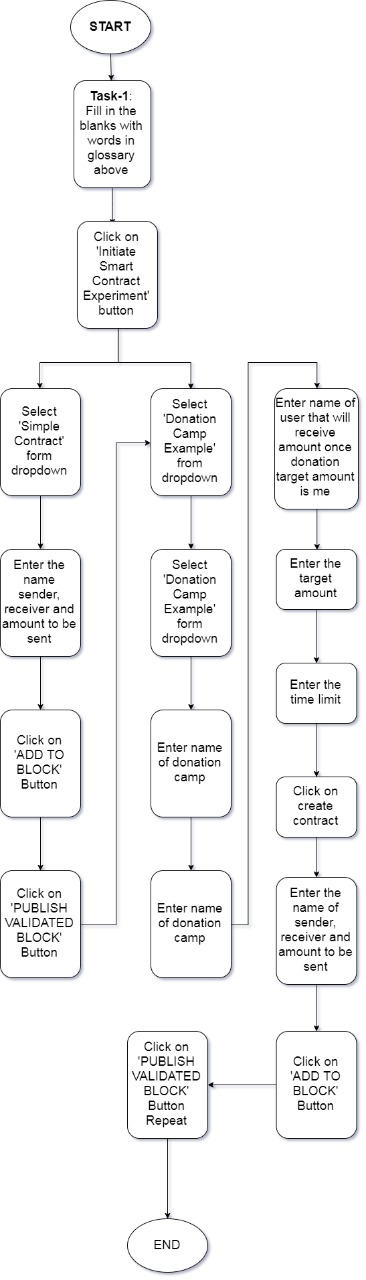 START
Task-1:
Fill in the
blanks with
words in
glossary
above
Click on
'Initiate
Smart
Contract
Experiment'
button
Select
'Simple
Contract'
form
dropdown
Enter the
name
sender,
receiver and
amount to be
sent
Click on
'ADD TO
BLOCK'
Button
Click on
'PUBLISH
VALIDATED
BLOCK'
Button
Select
'Donation
Camp
Example'
from
dropdown
Select
'Donation
Camp
Example'
form
dropdown
Enter name
of donation
camp
Enter name
of donation
camp
Enter name of
user that will
receive
amount once
donation
target amount
is me
Enter the
target
amount
Enter the
time limit
Click on
create
contract
Enter the
name of
sender,
receiver and
amount to be
sent
Click on
'ADD TO
BLOCK'
Button
Click on
'PUBLISH
VALIDATED
BLOCK'
Button
Repeat
END